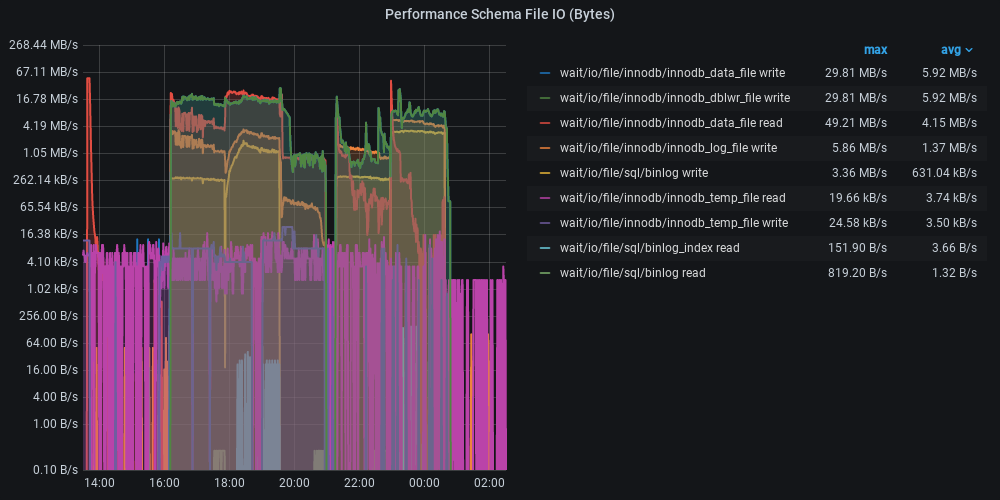 Performance Schema File IO (Bytes)
268.44 MB/s
67.11 MB/s
16.78 MB/s
4.19 MB/s
1.05 MB/s
262.14 kB/s
65.54 kB/s
16.38 kB/s
4.10 kB/s
1.02 kB/s
256.00 B/s
64.00 B/s
16.00 B/s
4.00 B/s
1.00 B/s
0.10 B/s
14:00 16:00 18:00 20:00 22:00 00:00 02:00
max avg
wait/io/file/innodb/innodb_data_file write 29.81 MB/s 5.92 MB/s
wait/io/file/innodb/innodb_dblwr_file write 29.81 MB/s 5.92 MB/s
wait/io/file/innodb/innodb_data_file read 49.21 MB/s 4.15 MB/s
wait/io/file/innodb/innodb_log_file write 5.86 MB/s 1.37 MB/s
wait/io/file/sql/binlog write 3.36 MB/s 631.04 kB/s
wait/io/file/innodb/innodb_temp_file read 19.66 kB/s 3.74 kB/s
wait/io/file/innodb/innodb_temp_file write 24.58 kB/s 3.50 kB/s
wait/io/file/sql/binlog_index read 151.90 B/s 3.66 B/s
wait/io/file/sql/binlog read 819.20 B/s 1.32 B/s